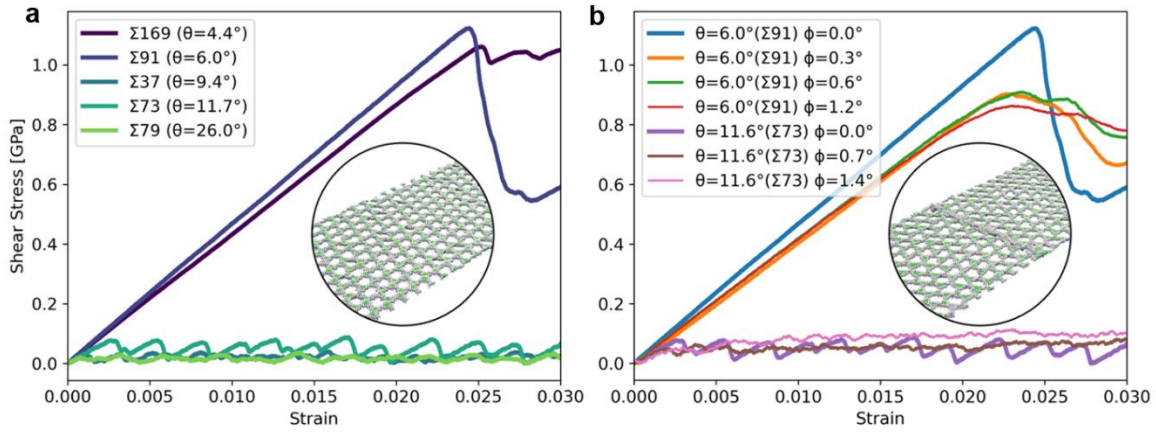 a
Σ169 (θ=4.4°)
Σ91 (θ=6.0°)
Σ37 (θ=9.4°)
Σ73 (θ=11.7°)
Σ79 (θ=26.0°)
Shear Stress [GPa]
1.0
0.8
0.6
0.4
0.2
0.0
0.000 0.005 0.010 0.015 0.020 0.025 0.030
Strain
b
θ=6.0°(Σ91) ϕ=0.0°
θ=6.0°(Σ91) ϕ=0.3°
θ=6.0°(Σ91) ϕ=0.6°
θ=6.0°(Σ91) ϕ=1.2°
θ=11.6°(Σ73) ϕ=0.0°
θ=11.6°(Σ73) ϕ=0.7°
θ=11.6°(Σ73) ϕ=1.4°
1.0
0.8
0.6
0.4
0.2
0.0
0.000 0.005 0.010 0.015 0.020 0.025 0.030
Strain